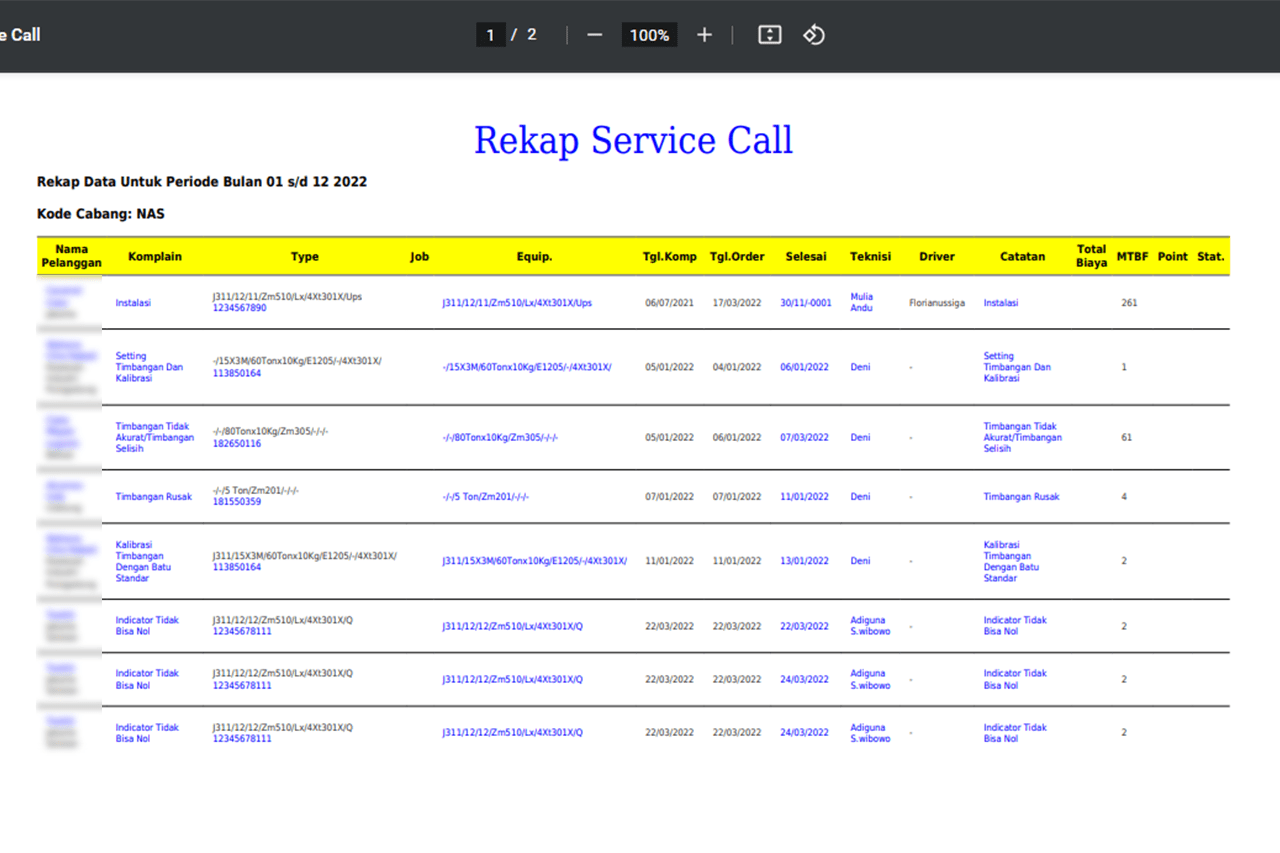 e Call
1 / 2
100%
Rekap Service Call
Rekap Data Untuk Periode Bulan 01 s/d 12 2022
Kode Cabang: NAS
Nama Pelanggan Komplain Type Job Equip. Tgl.Komp Tgl.Order Selesai Teknisi Driver Catatan Total Biaya MTBF Point Stat.
Instalasi J311/12/11/Zm510/Lx/4Xt301X/Ups 1234567890 J311/12/11/Zm510/Lx/4Xt301X/Ups 06/07/2021 17/03/2022 30/11/-0001 Mulia Andu Florianussiga Instalasi 261
Setting Timbangan Dan Kalibrasi -/15X3M/60Tonx10Kg/E1205/-/4Xt301X/ 113850164 -/15X3M/60Tonx10Kg/E1205/-/4Xt301X/ 05/01/2022 04/01/2022 06/01/2022 Deni - Setting Timbangan Dan Kalibrasi 1
Timbangan Tidak Akurat/Timbangan Selisih -/-/80Tonx10Kg/Zm305/-/-/- 182650116 -/-/80Tonx10Kg/Zm305/-/-/- 05/01/2022 06/01/2022 07/03/2022 Deni - Timbangan Tidak Akurat/Timbangan Selisih 61
Timbangan Rusak -/-/5 Ton/Zm201/-/-/- 181550359 -/-/5 Ton/Zm201/-/-/- 07/01/2022 07/01/2022 11/01/2022 Deni - Timbangan Rusak 4
Kalibrasi Timbangan Dengan Batu Standar J311/15X3M/60Tonx10Kg/E1205/-/4Xt301X/ 113850164 J311/15X3M/60Tonx10Kg/E1205/-/4Xt301X/ 11/01/2022 11/01/2022 13/01/2022 Deni - Kalibrasi Timbangan Dengan Batu Standar 2
Indicator Tidak Bisa Nol J311/12/12/Zm510/Lx/4Xt301X/Q 12345678111 J311/12/12/Zm510/Lx/4Xt301X/Q 22/03/2022 22/03/2022 22/03/2022 Adiguna S.wibowo - Indicator Tidak Bisa Nol 2
Indicator Tidak Bisa Nol J311/12/12/Zm510/Lx/4Xt301X/Q 12345678111 J311/12/12/Zm510/Lx/4Xt301X/Q 22/03/2022 22/03/2022 24/03/2022 Adiguna S.wibowo - Indicator Tidak Bisa Nol 2
Indicator Tidak Bisa Nol J311/12/12/Zm510/Lx/4Xt301X/Q 12345678111 J311/12/12/Zm510/Lx/4Xt301X/Q 22/03/2022 22/03/2022 24/03/2022 Adiguna S.wibowo - Indicator Tidak Bisa Nol 2